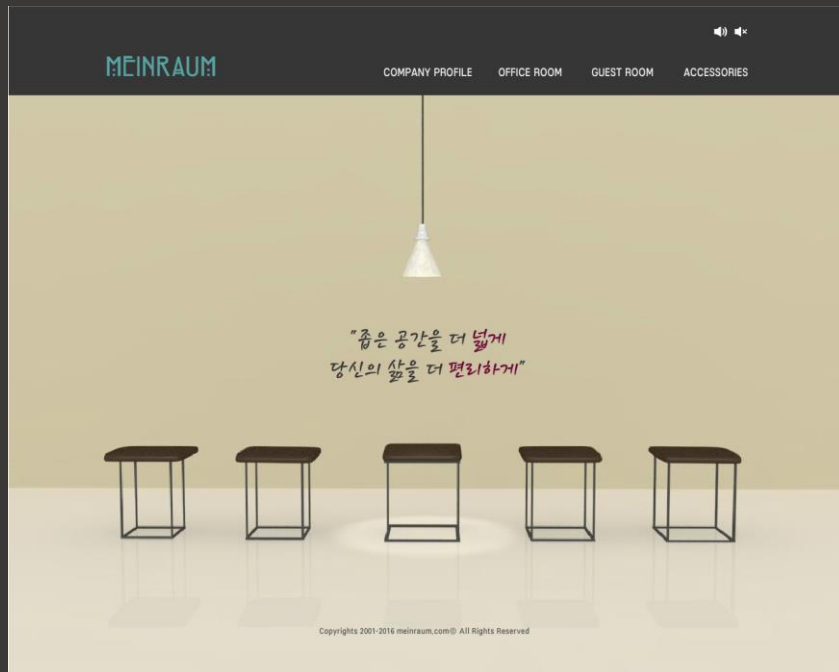 MEINRAUM
COMPANY PROFILE OFFICE ROOM GUEST ROOM ACCESSORIES
"좁은 공간을 더 넓게
당신의 삶을 더 편리하게"
Copyrights 2001-2016 meinraum.com© All Rights Reserved